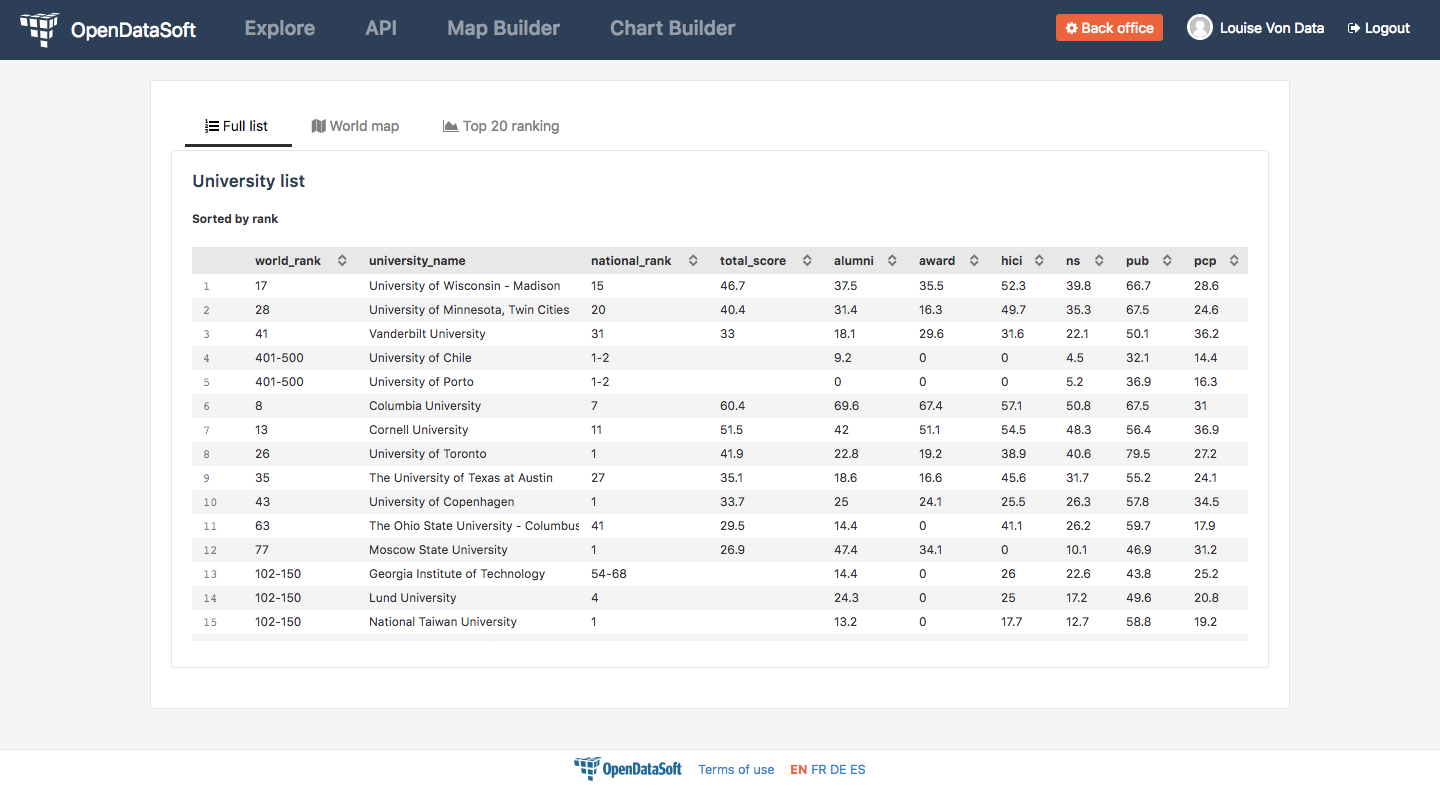 OpenDataSoft Explore API Map Builder Chart Builder Back office Louise Von Data Logout
Full list World map Top 20 ranking
University list
Sorted by rank
world_rank university_name national_rank total_score alumni award hici ns pub pcp
1 17 University of Wisconsin - Madison 15 46.7 37.5 35.5 52.3 39.8 66.7 28.6
2 28 University of Minnesota, Twin Cities 20 40.4 31.4 16.3 49.7 35.3 67.5 24.6
3 41 Vanderbilt University 31 33 18.1 29.6 31.6 22.1 50.1 36.2
4 401-500 University of Chile 1-2 9.2 0 0 4.5 32.1 14.4
5 401-500 University of Porto 1-2 0 0 0 5.2 36.9 16.3
6 8 Columbia University 7 60.4 69.6 67.4 57.1 50.8 67.5 31
7 13 Cornell University 11 51.5 42 51.1 54.5 48.3 56.4 36.9
8 26 University of Toronto 1 41.9 22.8 19.2 38.9 40.6 79.5 27.2
9 35 The University of Texas at Austin 27 35.1 18.6 16.6 45.6 31.7 55.2 24.1
10 43 University of Copenhagen 1 33.7 25 24.1 25.5 26.3 57.8 34.5
11 63 The Ohio State University - Columbus 41 29.5 14.4 0 41.1 26.2 59.7 17.9
12 77 Moscow State University 1 26.9 47.4 34.1 0 10.1 46.9 31.2
13 102-150 Georgia Institute of Technology 54-68 14.4 0 26 22.6 43.8 25.2
14 102-150 Lund University 4 24.3 0 25 17.2 49.6 20.8
15 102-150 National Taiwan University 1 13.2 0 17.7 12.7 58.8 19.2
OpenDataSoft Terms of use EN FR DE ES